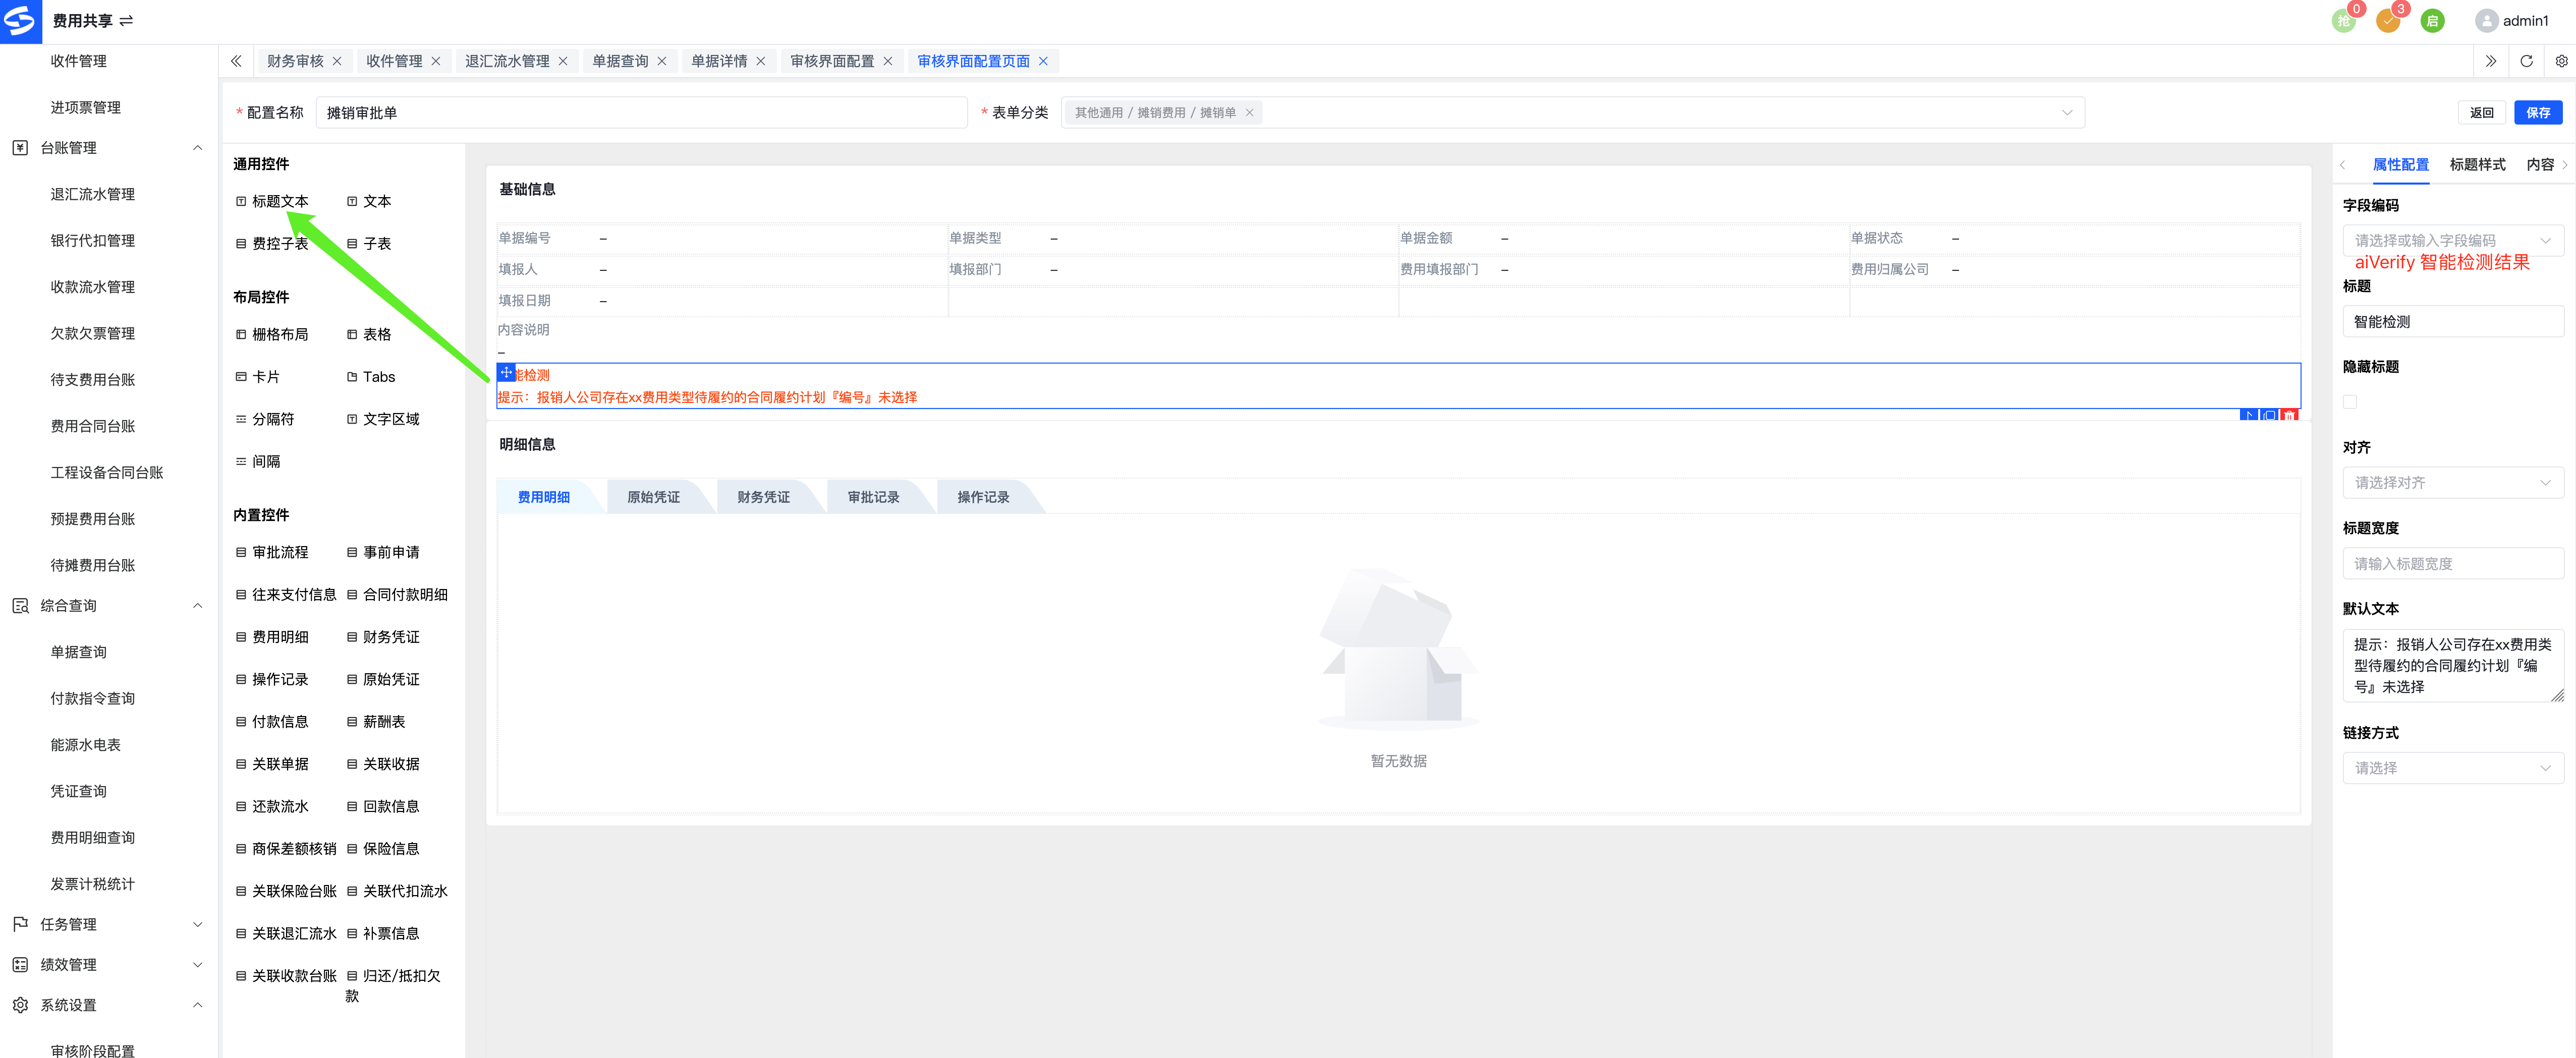 费用共享
抢
0
3
启
admin1
收件管理
进项票管理
台账管理
退汇流水管理
银行代扣管理
收款流水管理
欠款欠票管理
待支费用台账
费用合同台账
工程设备合同台账
预提费用台账
待摊费用台账
综合查询
单据查询
付款指令查询
能源水电表
凭证查询
费用明细查询
发票计税统计
任务管理
绩效管理
系统设置
审核阶段配置
财务审核
收件管理
退汇流水管理
单据查询
单据详情
审核界面配置
审核界面配置页面
* 配置名称
摊销审批单
* 表单分类
其他通用 / 摊销费用 / 摊销单
返回
保存
通用控件
标题文本 文本
费控子表 子表
布局控件
栅格布局 表格
卡片 Tabs
分隔符 文字区域
间隔
内置控件
审批流程 事前申请
往来支付信息 合同付款明细
费用明细 财务凭证
操作记录 原始凭证
付款信息 薪酬表
关联单据 关联收据
还款流水 回款信息
商保差额核销 保险信息
关联保险台账 关联代扣流水
关联退汇流水 补票信息
关联收款台账 归还/抵扣欠
款
基础信息
单据编号 – 单据类型 – 单据金额 – 单据状态 –
填报人 – 填报部门 – 费用填报部门 – 费用归属公司 –
填报日期 –
内容说明
–
能检测
提示：报销人公司存在xx费用类型待履约的合同履约计划『编号』未选择
明细信息
费用明细 原始凭证 财务凭证 审批记录 操作记录
暂无数据
属性配置 标题样式 内容
字段编码
请选择或输入字段编码
aiVerify 智能检测结果
标题
智能检测
隐藏标题
对齐
请选择对齐
标题宽度
请输入标题宽度
默认文本
提示：报销人公司存在xx费用类
型待履约的合同履约计划『编
号』未选择
链接方式
请选择